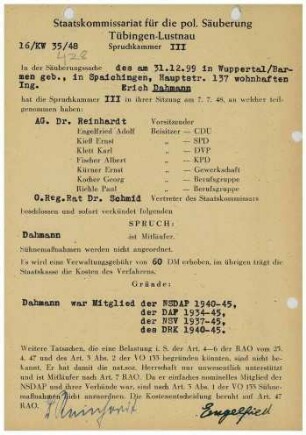 Staatskommissariat für die pol. Säuberung
Tübingen-Lustnau
16/KW 35/48 Spruchkammer III
428
In der Säuberungssache des am 31.12.99 in Wuppertal/Bar-
men geb., in Spaichingen, Hauptstr. 137 wohnhaften
Ing. Erich Dahmann
hat die Spruchkammer III in ihrer Sitzung am 7. 7. 48, an welcher teil-
genommen haben:
AG. Dr. Reinhardt Vorsitzender
Engelfried Adolf Beisitzer — CDU
Kieß Ernst „ — SPD
Klett Karl „ — DVP
Fischer Albert „ — KPD
Kürner Ernst „ — Gewerkschaft
Kocher Georg „ — Berufsgruppe
Riehle Paul „ — Berufsgruppe
O.Reg.Rat Dr. Schmid Vertreter des Staatskommissars
beschlossen und sofort verkündet folgenden
SPRUCH:
Dahmann ist Mitläufer.
Sühnemaßnahmen werden nicht angeordnet.
Es wird eine Verwaltungsgebühr von 60 DM erhoben, im übrigen trägt die
Staatskasse die Kosten des Verfahrens.
Gründe:
Dahmann war Mitglied der NSDAP 1940-45,
der DAF 1934-45,
der NSV 1937-45,
des DRK 1940-45.
Weitere Tatsachen, die eine Belastung i. S. der Art. 4—6 der RAO vom 25.
4. 47 und des Art. 3 Abs. 2 der VO 133 begründen könnten, sind nicht be-
kannt. Er hat damit die nat.soz. Herrschaft nur unwesentlich unterstützt und
ist Mitläufer nach Art. 7 RAO. Da er einfaches nominelles Mitglied der
NSDAP und ihrer Verbände war, sind nach Art. 3 Abs. 1 der VO 133 Sühne-
maßnahmen nicht anzuordnen. Die Kostenentscheidung beruht auf Art. 47
RAO.
Reinhardt Engelfried